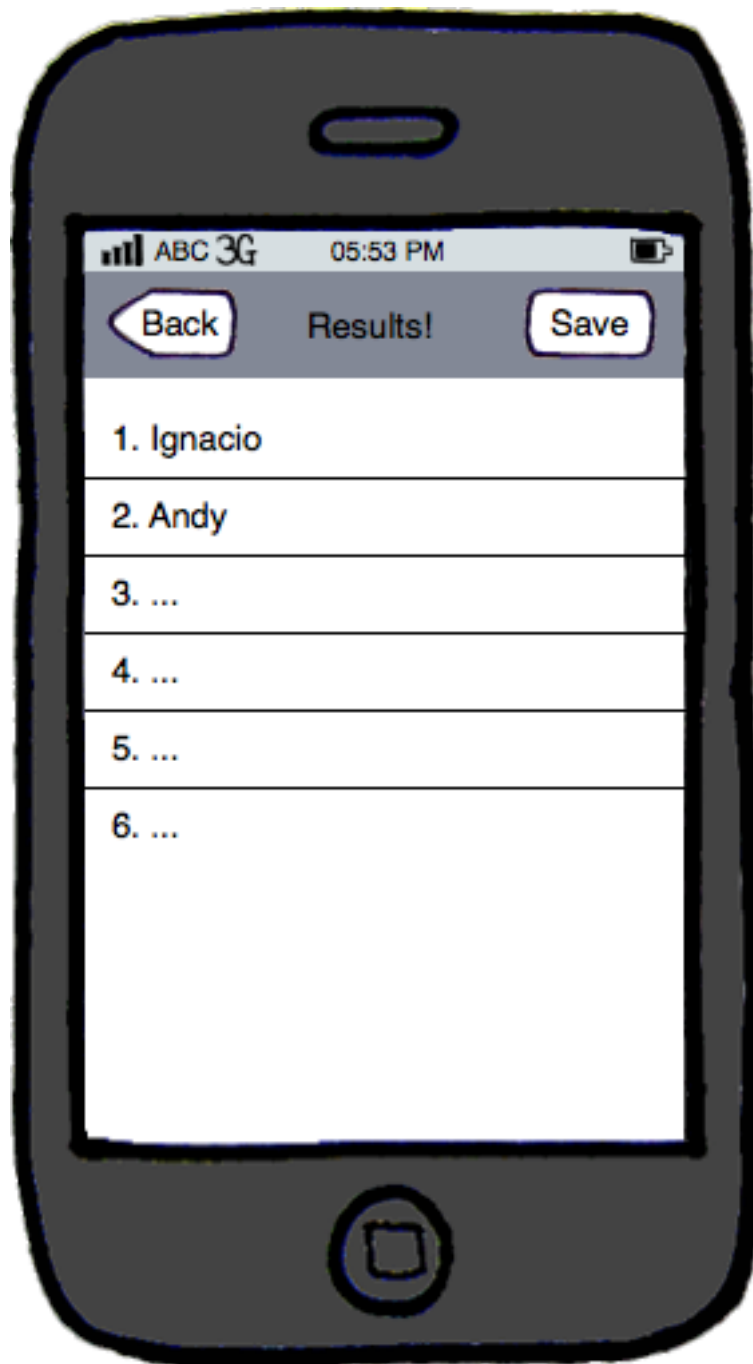 ABC 3G 05:53 PM
Back Results! Save
1. Ignacio
2. Andy
3. ...
4. ...
5. ...
6. ...